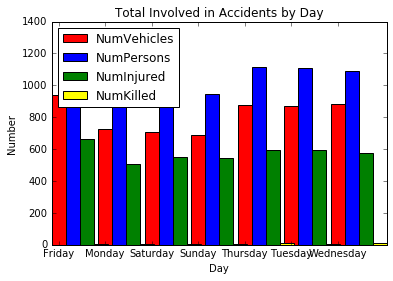 Total Involved in Accidents by Day
1400
1200
1000
800
600
400
200
0
Number
NumVehicles
NumPersons
NumInjured
NumKilled
Friday Monday Saturday Sunday Thursday Tuesday Wednesday
Day